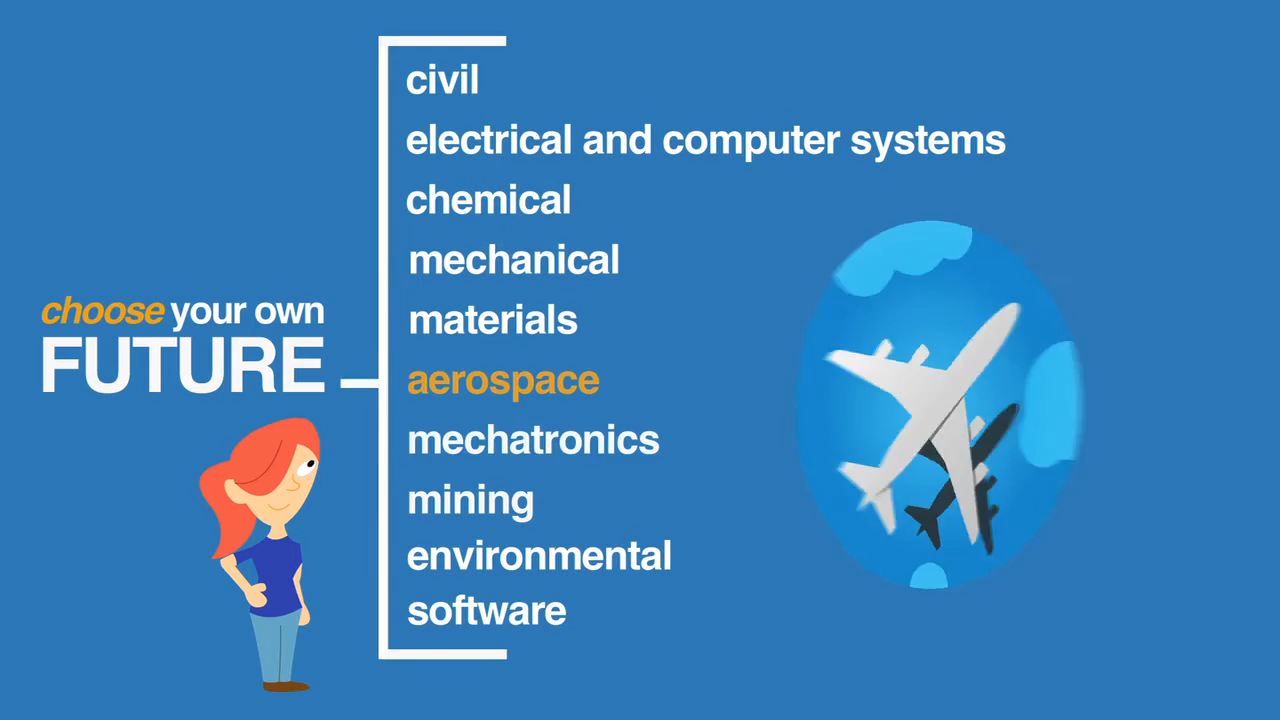 choose your own
FUTURE
civil
electrical and computer systems
chemical
mechanical
materials
aerospace
mechatronics
mining
environmental
software